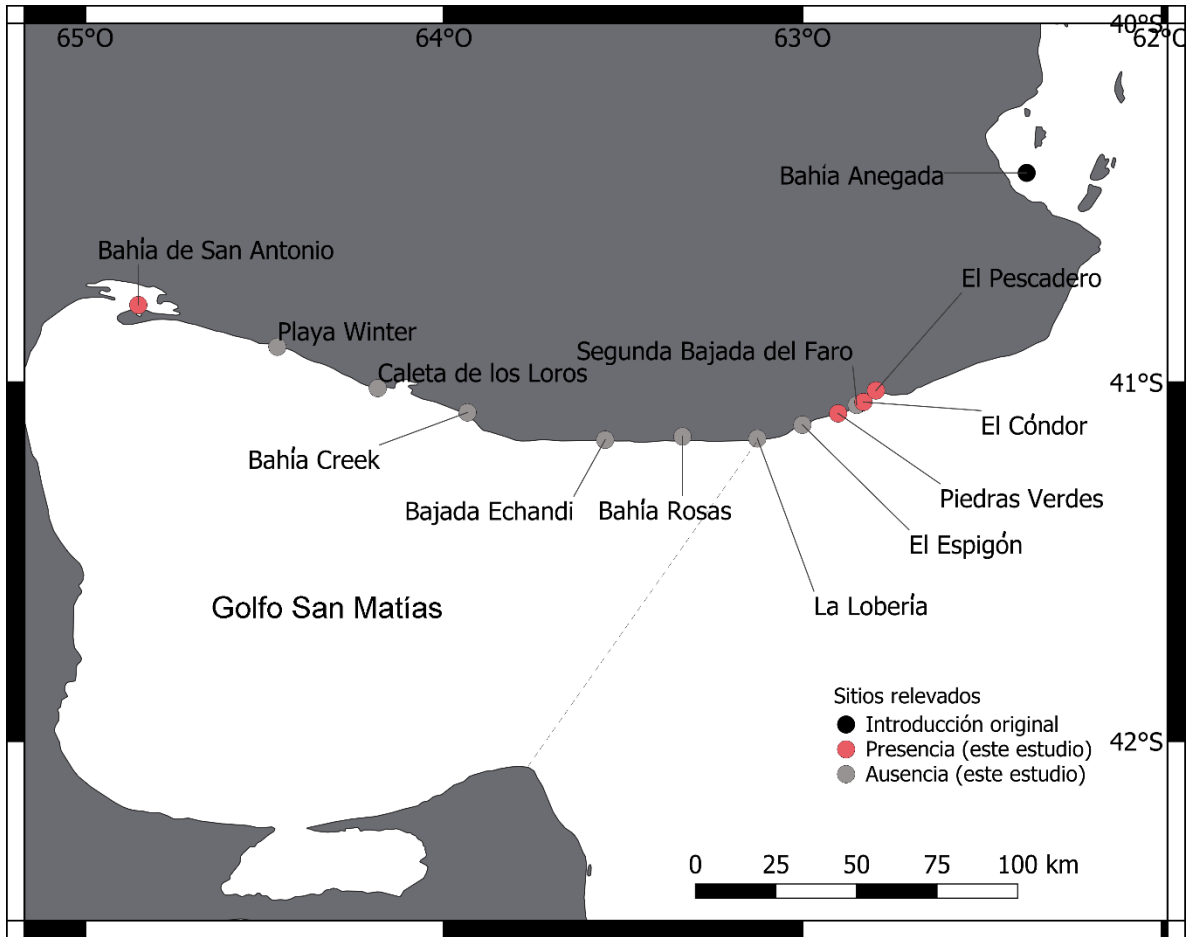 40°S
65°O
64°O
63°O
62°O
Bahía Anegada
Bahía de San Antonio
El Pescadero
Playa Winter
Segunda Bajada del Faro
Caleta de los Loros
41°S
El Cóndor
Bahía Creek
Piedras Verdes
Bajada Echandi
Bahía Rosas
El Espigón
La Lobería
Golfo San Matías
Sitios relevados
Introducción original
Presencia (este estudio)
42°S
Ausencia (este estudio)
0 25 50 75 100 km